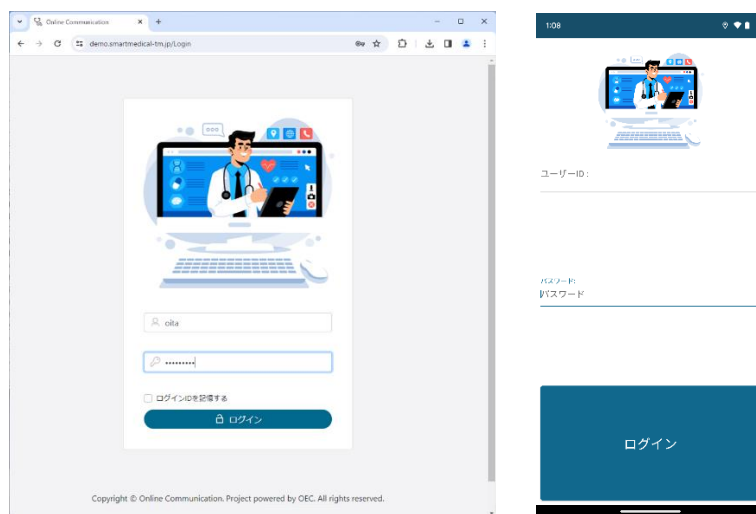 Online Communication
demo.smartmedical-tm.jp/Login
oita
ログインIDを記憶する
ログイン
Copyright © Online Communication. Project powered by OEC. All rights reserved.
1:08
ユーザーID :
パスワード:
パスワード
ログイン